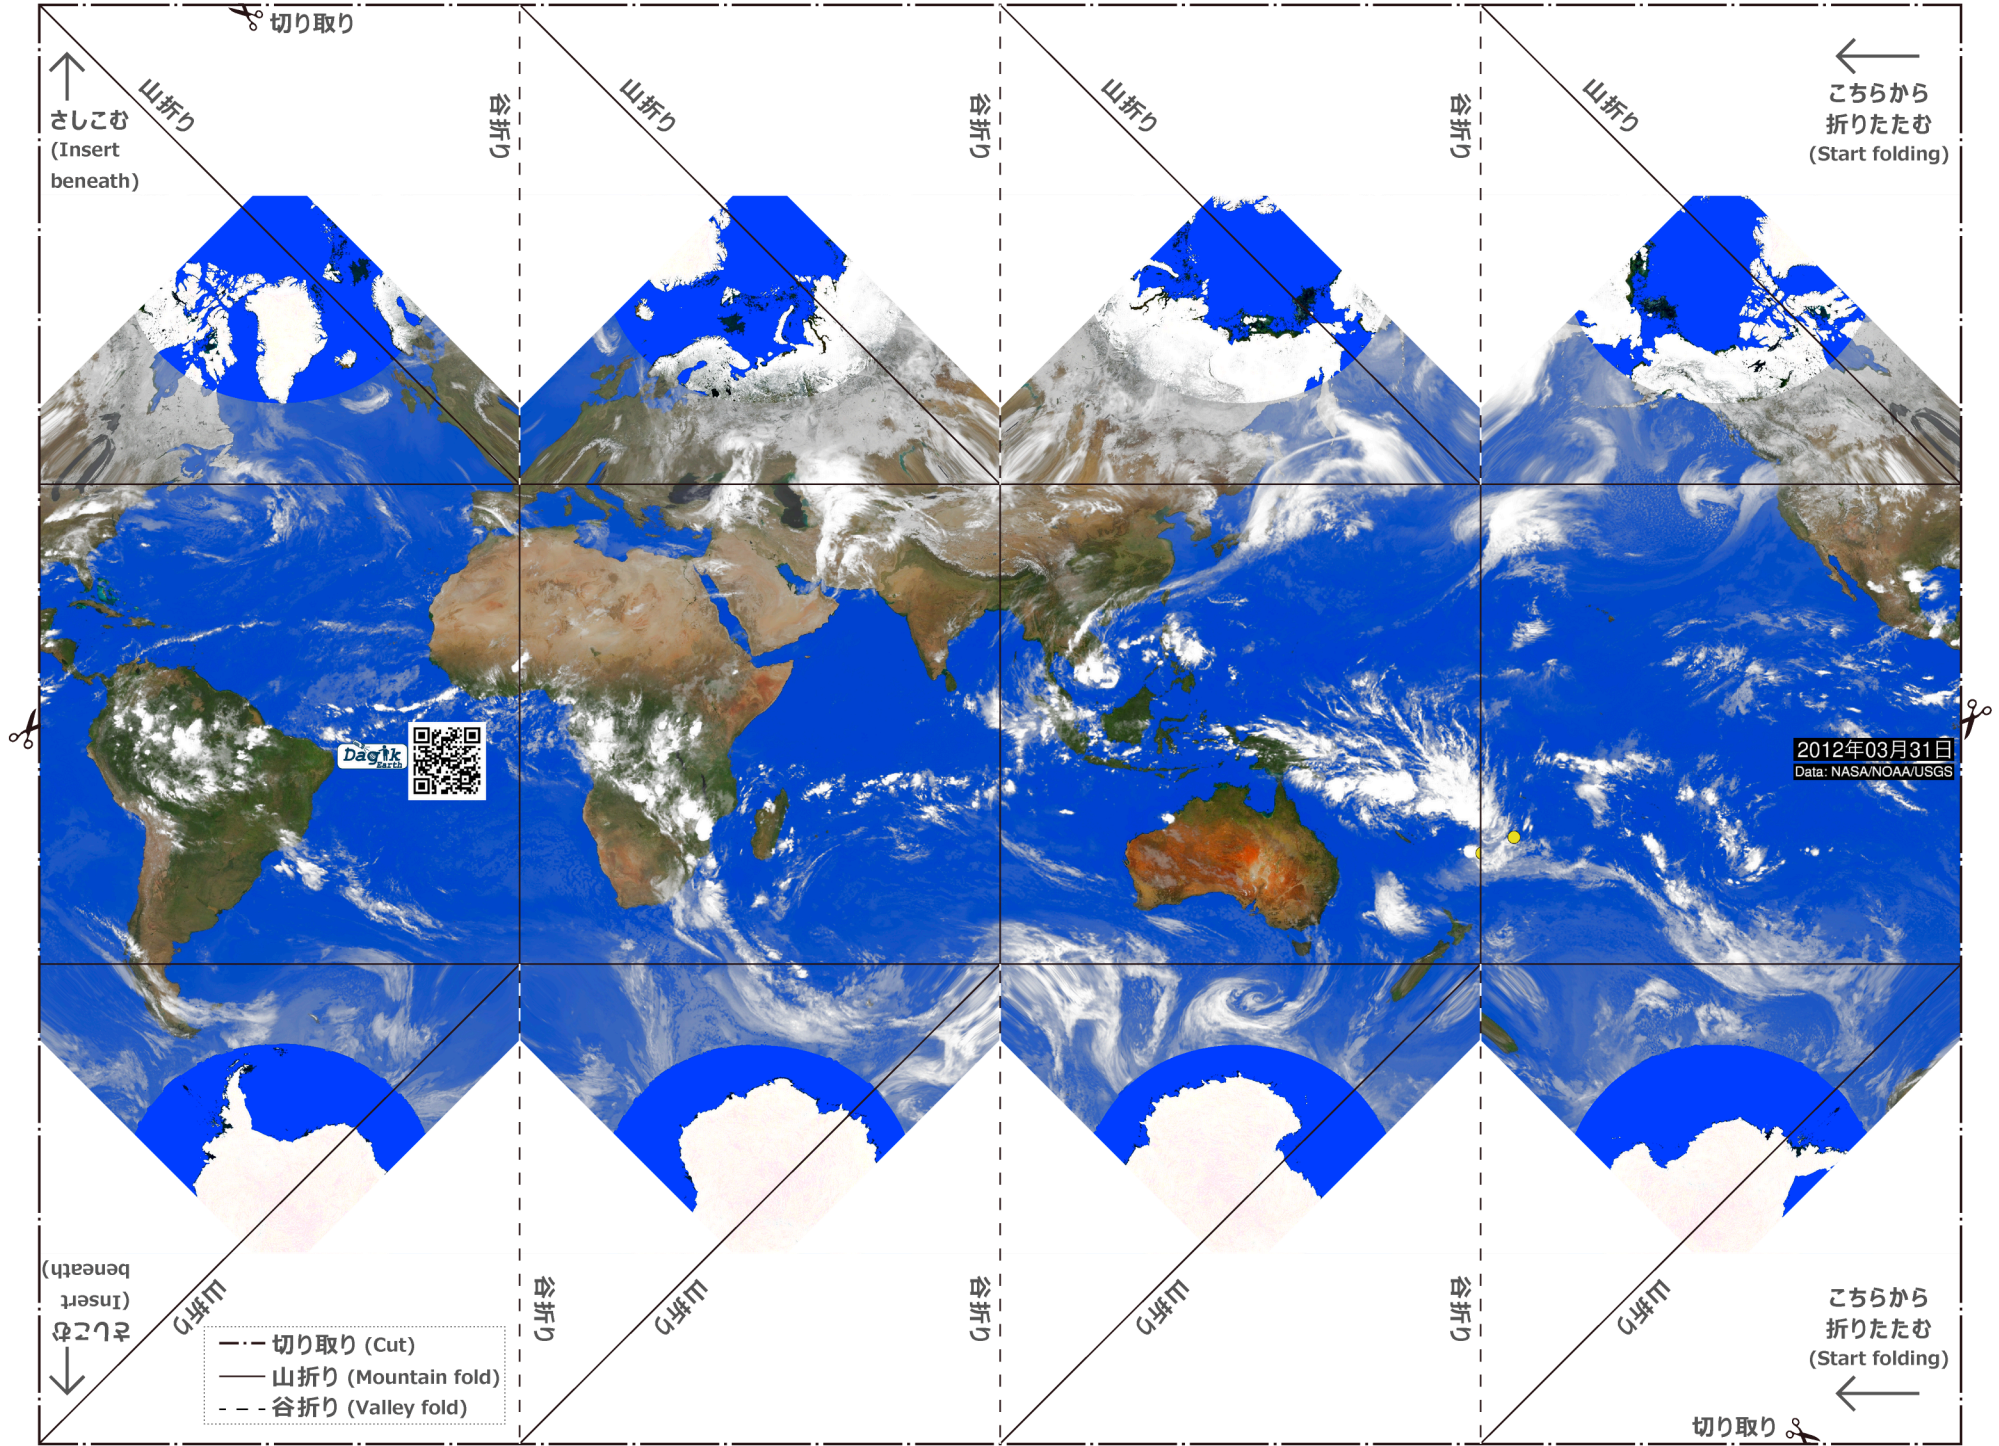 切り取り
山折り
山折り
山折り
山折り
谷折り
谷折り
谷折り
さしこむ
(Insert
beneath)
こちらから
折りたたむ
(Start folding)
Dagik
Earth
2012年03月31日
Data: NASA/NOAA/USGS
さしこむ
(Insert
beneath)
山折り
山折り
山折り
山折り
谷折り
谷折り
谷折り
こちらから
折りたたむ
(Start folding)
切り取り (Cut)
山折り (Mountain fold)
谷折り (Valley fold)
切り取り